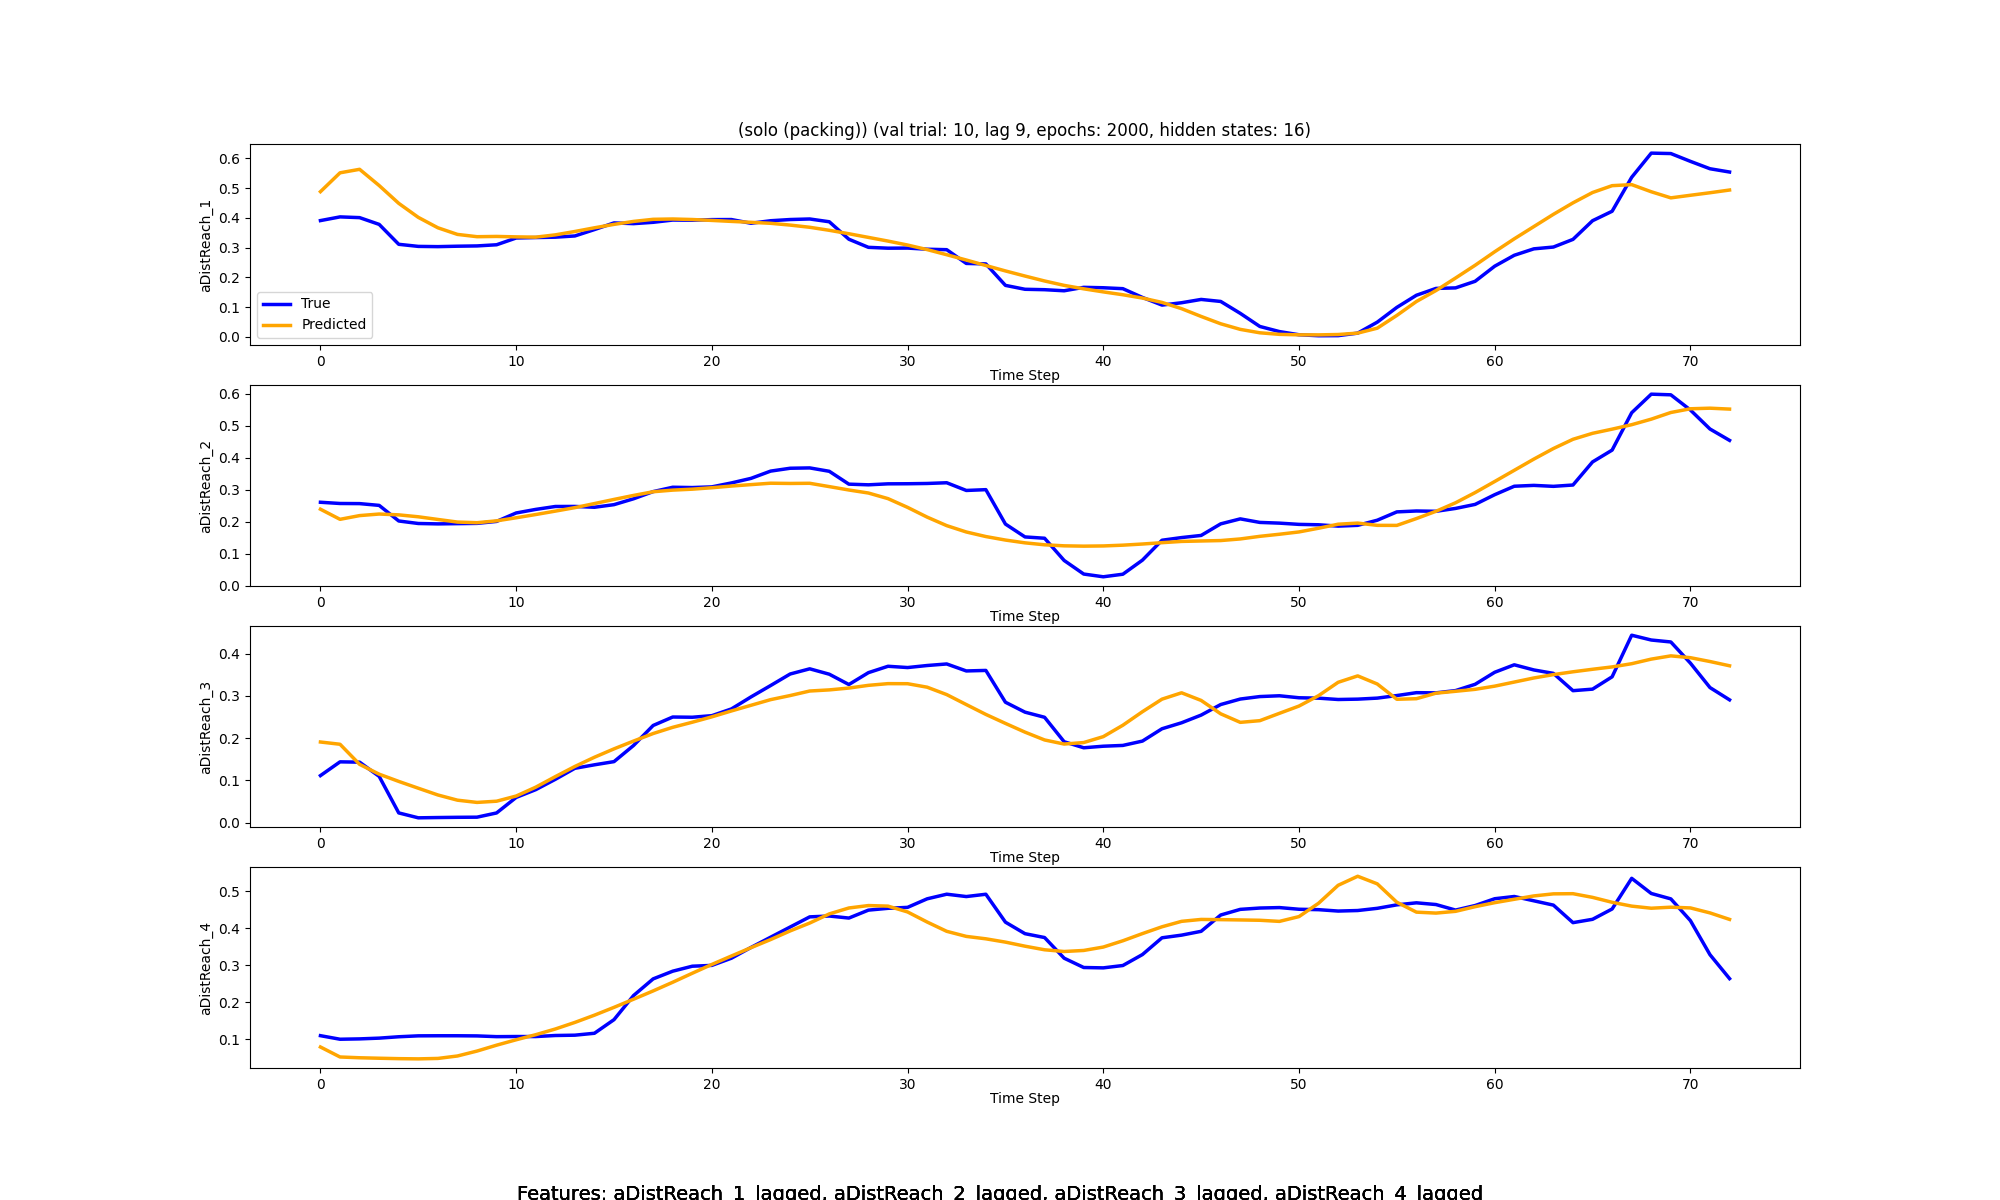 (solo (packing)) (val trial: 10, lag 9, epochs: 2000, hidden states: 16)
0.6
0.5
0.4
0.3
0.2
0.1
0.0
aDistReach_1
True
Predicted
0 10 20 30 40 50 60 70
Time Step
0.6
0.5
0.4
0.3
0.2
0.1
0.0
aDistReach_2
0 10 20 30 40 50 60 70
Time Step
0.4
0.3
0.2
0.1
0.0
aDistReach_3
0 10 20 30 40 50 60 70
Time Step
0.5
0.4
0.3
0.2
0.1
aDistReach_4
0 10 20 30 40 50 60 70
Time Step
Features: aDistReach_1_lagged, aDistReach_2_lagged, aDistReach_3_lagged, aDistReach_4_lagged